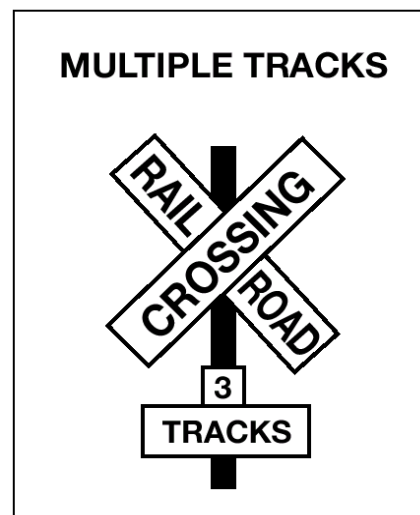 MULTIPLE TRACKS
RAIL
CROSSING
ROAD
3
TRACKS